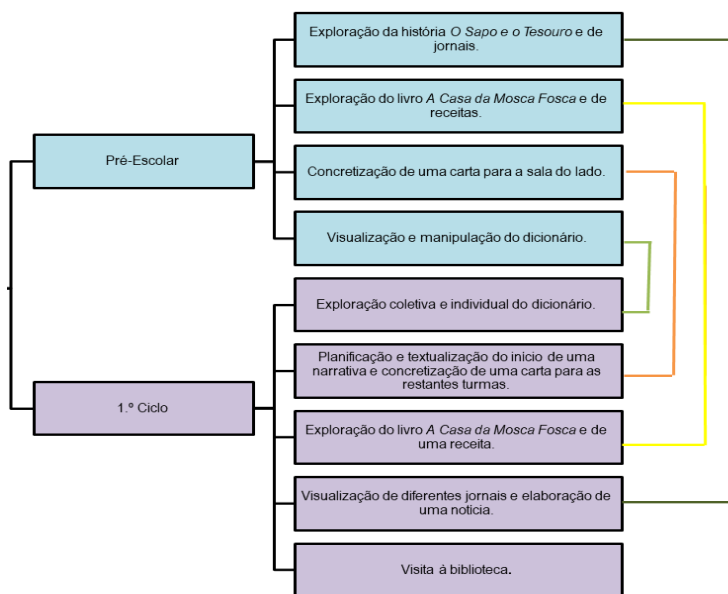 Exploração da história O Sapo e o Tesouro e de
jornais.
Exploração do livro A Casa da Mosca Fosca e de
receitas.
Pré-Escolar
Concretização de uma carta para a sala do lado.
Visualização e manipulação do dicionário.
Exploração coletiva e individual do dicionário.
Planificação e textualização do início de uma
narrativa e concretização de uma carta para as
restantes turmas.
1.º Ciclo
Exploração do livro A Casa da Mosca Fosca e de
uma receita.
Visualização de diferentes jornais e elaboração de
uma notícia.
Visita á biblioteca.